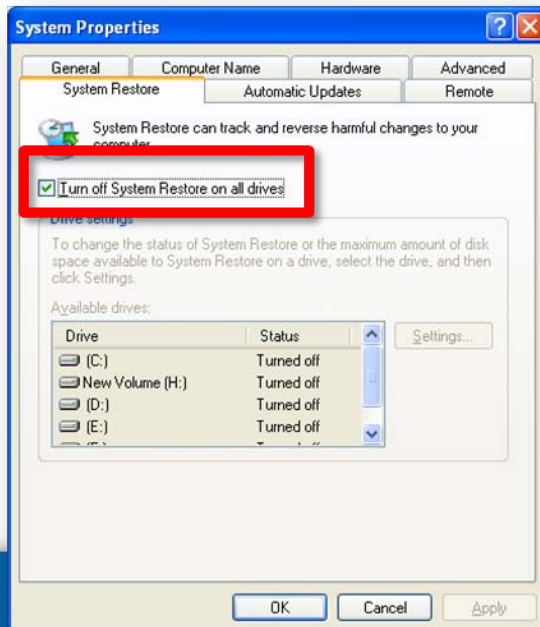 System Properties
General Computer Name Hardware Advanced
System Restore Automatic Updates Remote
System Restore can track and reverse harmful changes to your
computer.
Turn off System Restore on all drives
Drive settings
To change the status of System Restore or the maximum amount of disk
space available to System Restore on a drive, select the drive, and then
click Settings.
Available drives:
Drive Status
(C:) Turned off
Settings...
New Volume (H:) Turned off
(D:) Turned off
(E:) Turned off
OK Cancel Apply